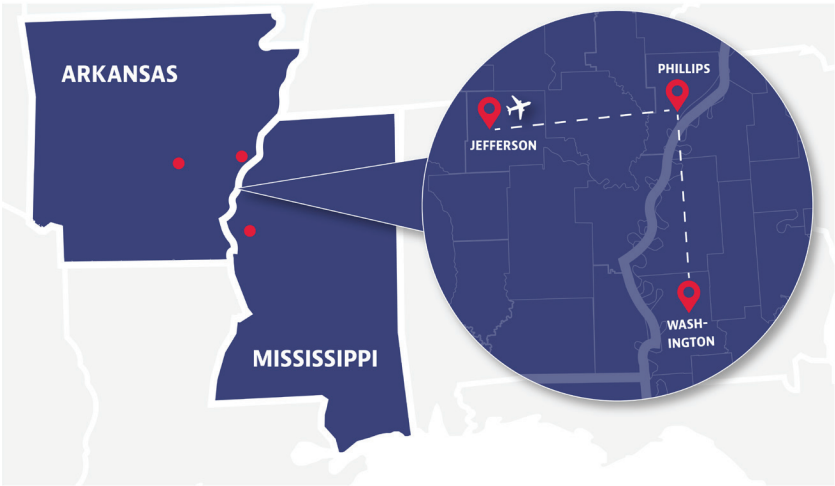 ARKANSAS
MISSISSIPPI
JEFFERSON
PHILLIPS
WASH-
INGTON